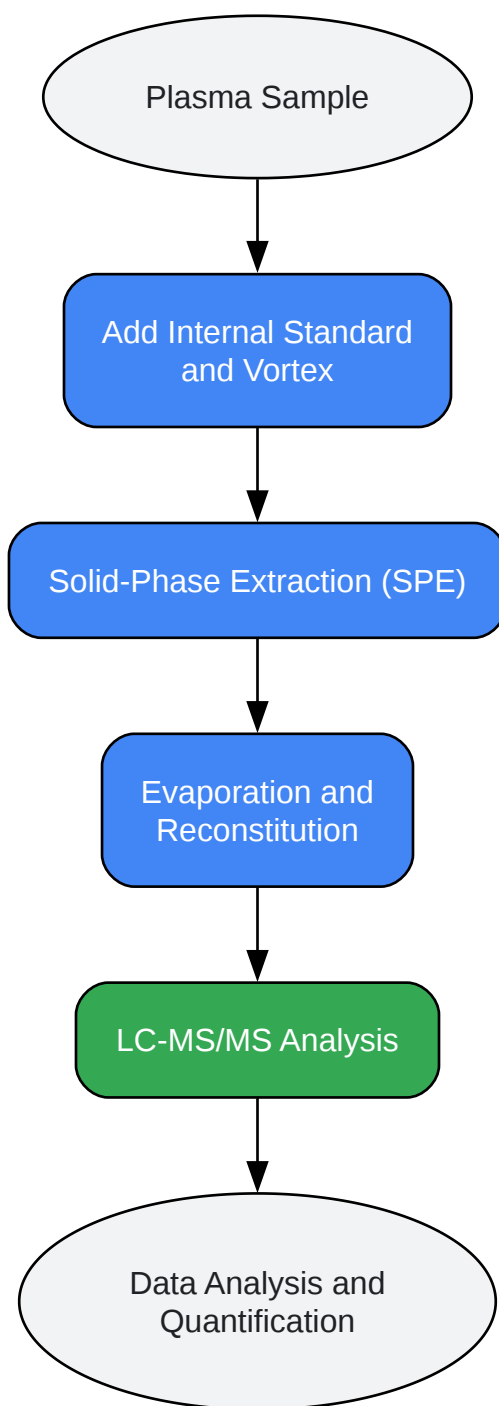 Plasma Sample
Add Internal Standard
and Vortex
Solid-Phase Extraction (SPE)
Evaporation and
Reconstitution
LC-MS/MS Analysis
Data Analysis and
Quantification